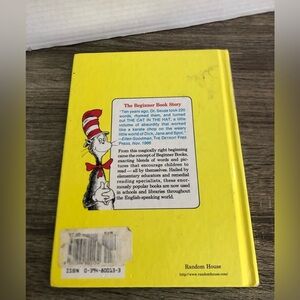 The Beginner Book Story
"Ten years ago, Dr. Seuss took 220
words, rhymed them, and turned
out THE CAT IN THE HAT, a little
volume of absurdity that worked
like a karate chop on the weary
little world of Dick, Jane and Spot."
—Ellen Goodman, THE DETROIT FREE
PRESS, Nov. 1966
From this magically right beginning
came the concept of Beginner Books,
exacting blends of words and pic-
tures that encourage children to
read — all by themselves. Hailed by
elementary educators and remedial
reading specialists, these enor-
mously popular books are now used
in schools and libraries throughout
the English-speaking world.
ISBN 0-394-80013-3
Random House
http://www.randomhouse.com/